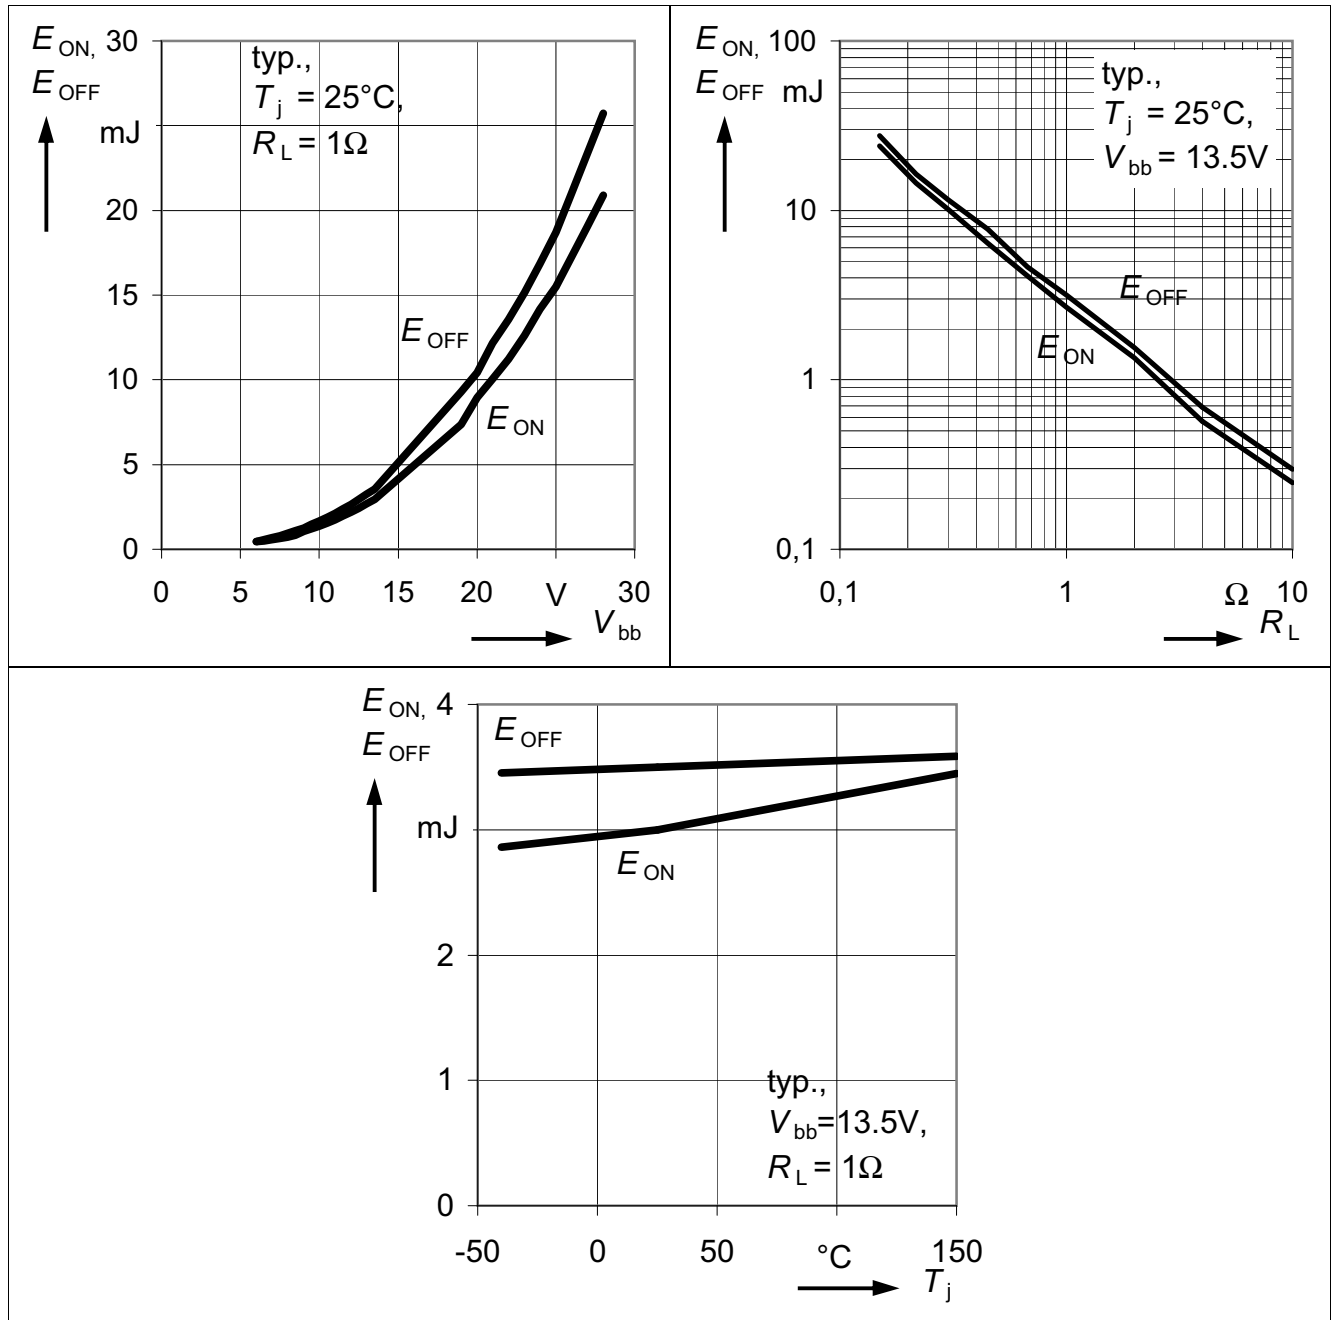 E ON, 30
E OFF
mJ
20
15
10
5
0
0 5 10 15 20 V 30
V bb
typ.,
T j = 25°C,
R L = 1Ω
E OFF
E ON
E ON, 100
E OFF mJ
10
1
0,1
0,1 1 Ω 10
R L
typ.,
T j = 25°C,
V bb = 13.5V
E OFF
E ON
E ON, 4
E OFF
mJ
2
1
0
-50 0 50 °C 150
T j
E OFF
E ON
typ.,
V bb=13.5V,
R L = 1Ω